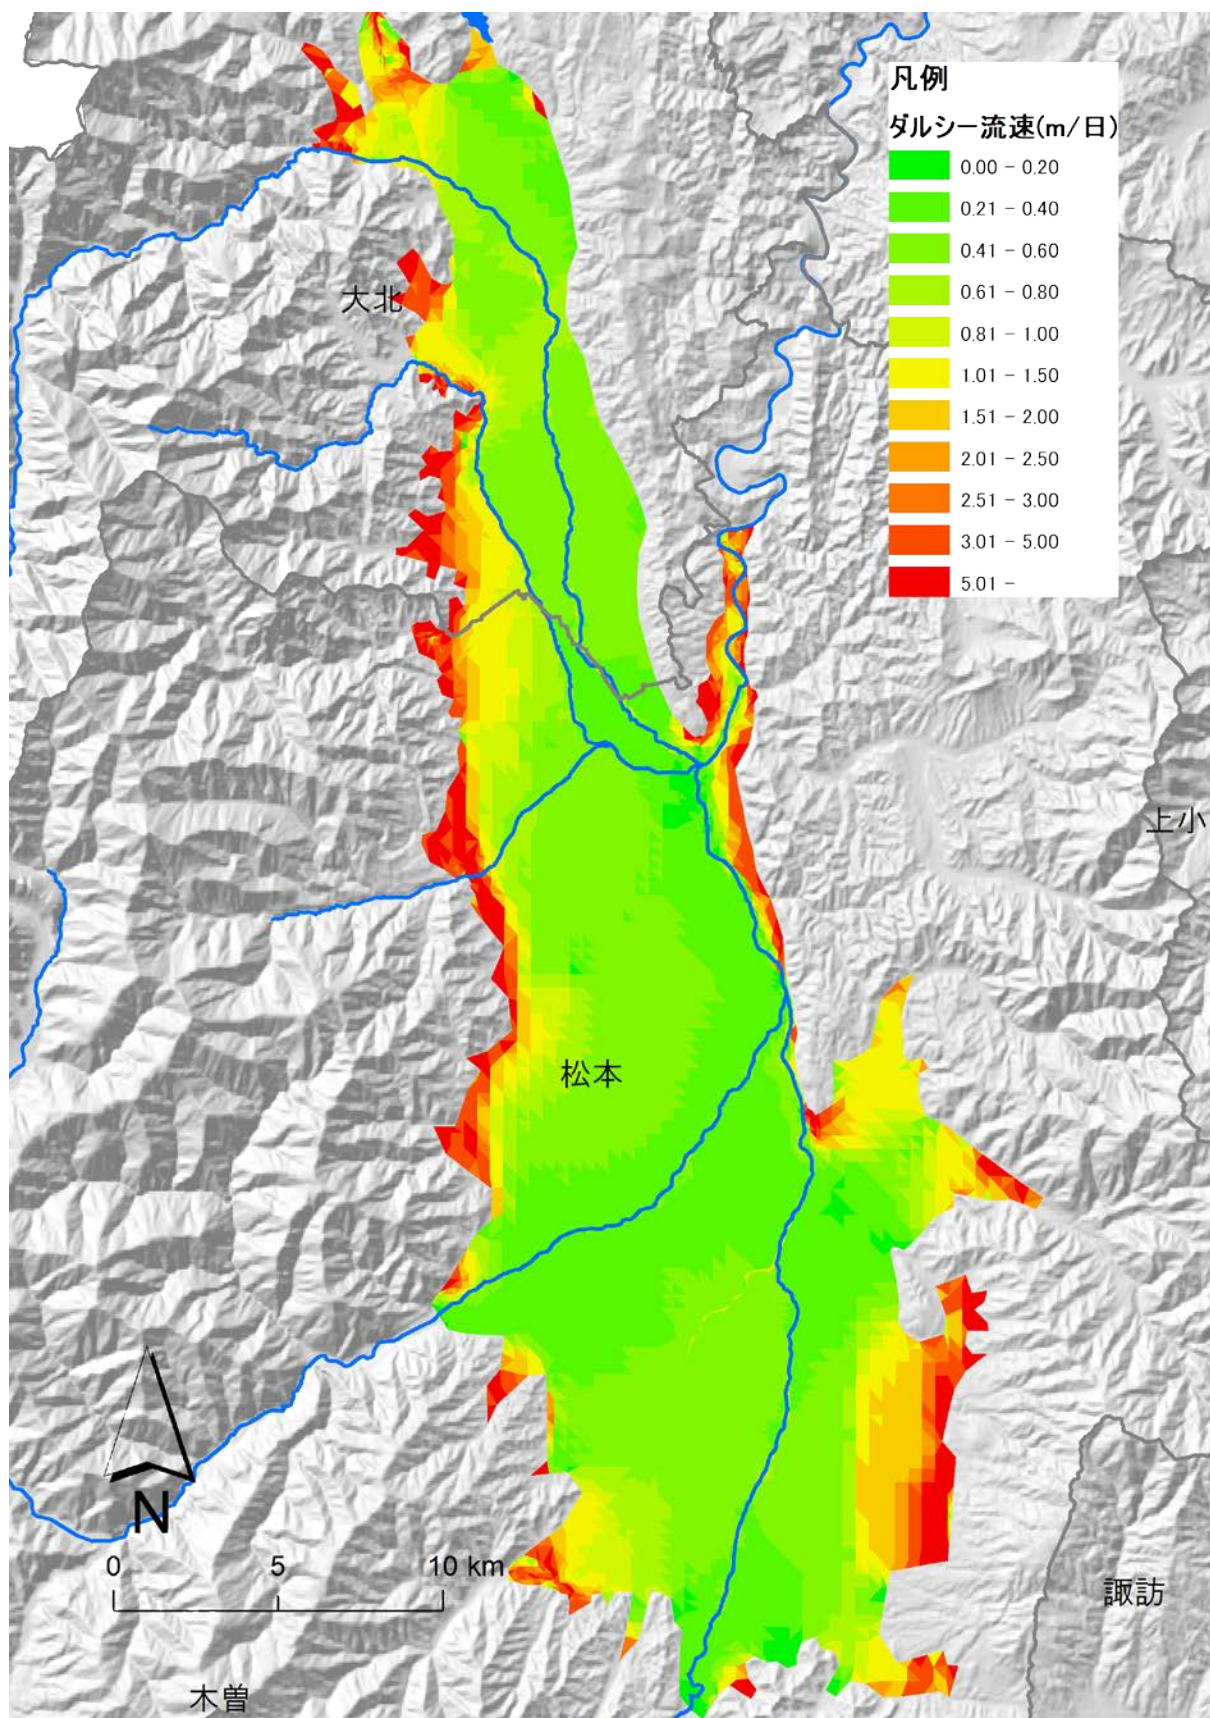 凡例
ダルシー流速(m/日)
0.00 - 0.20
0.21 - 0.40
0.41 - 0.60
0.61 - 0.80
0.81 - 1.00
1.01 - 1.50
1.51 - 2.00
2.01 - 2.50
2.51 - 3.00
3.01 - 5.00
5.01 -
大北
上小
松本
諏訪
木曽
N
0 5 10 km